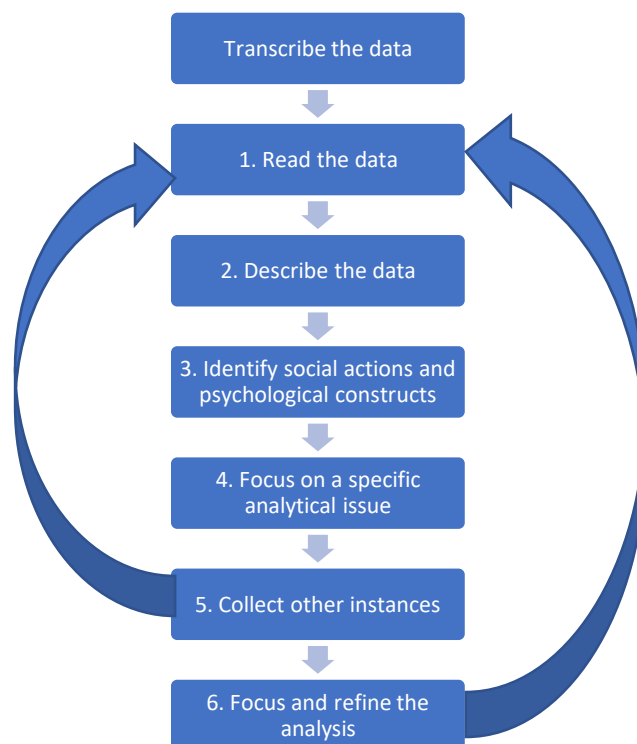 Transcribe the data
1. Read the data
2. Describe the data
3. Identify social actions and
psychological constructs
4. Focus on a specific
analytical issue
5. Collect other instances
6. Focus and refine the
analysis